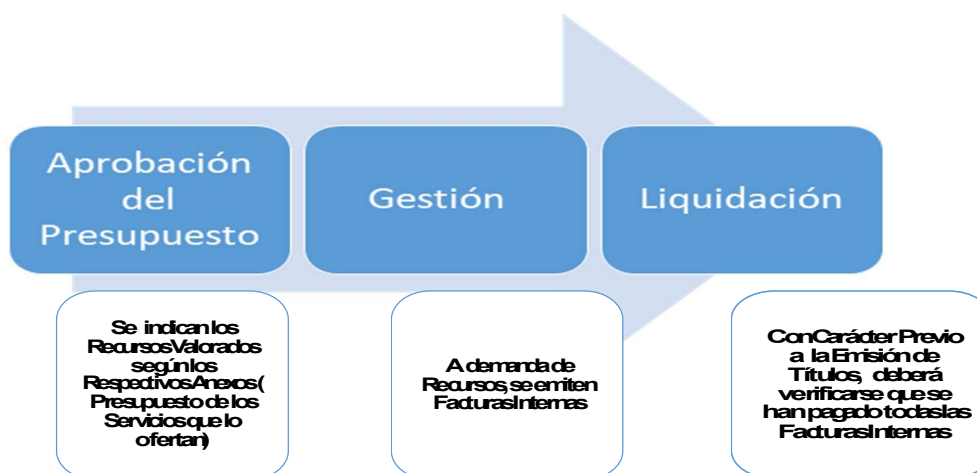 Aprobación
del
Presupuesto
Gestión
Liquidación
Se indican los
Recursos Valorados
según los
Respectivos Anexos (
Presupuesto de los
Servicios que lo
ofertan)
A demanda de
Recursos, se emiten
Facturas Internas
Con Carácter Previo
a la Emisión de
Títulos, deberá
verificarse que se
han pagado todas las
Facturas Internas